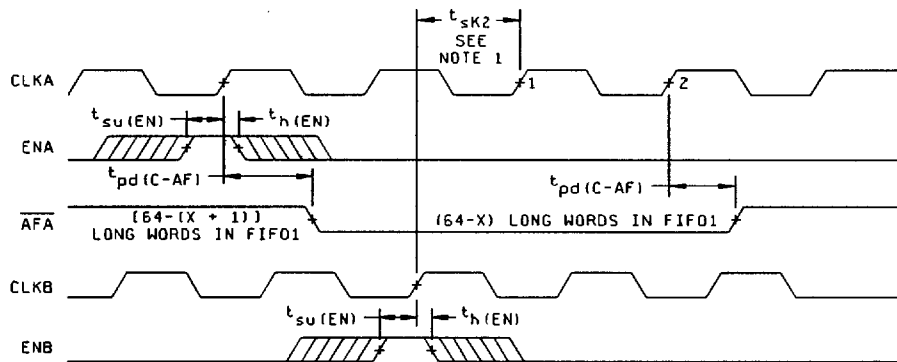 tsK2
SEE
NOTE 1
CLKA
1
2
tsu(EN)
th(EN)
ENA
tpd(C-AF)
tpd(C-AF)
AFA
[64-(X + 1)]
LONG WORDS IN FIFO1
(64-X) LONG WORDS IN FIFO1
CLKB
tsu(EN)
th(EN)
ENB